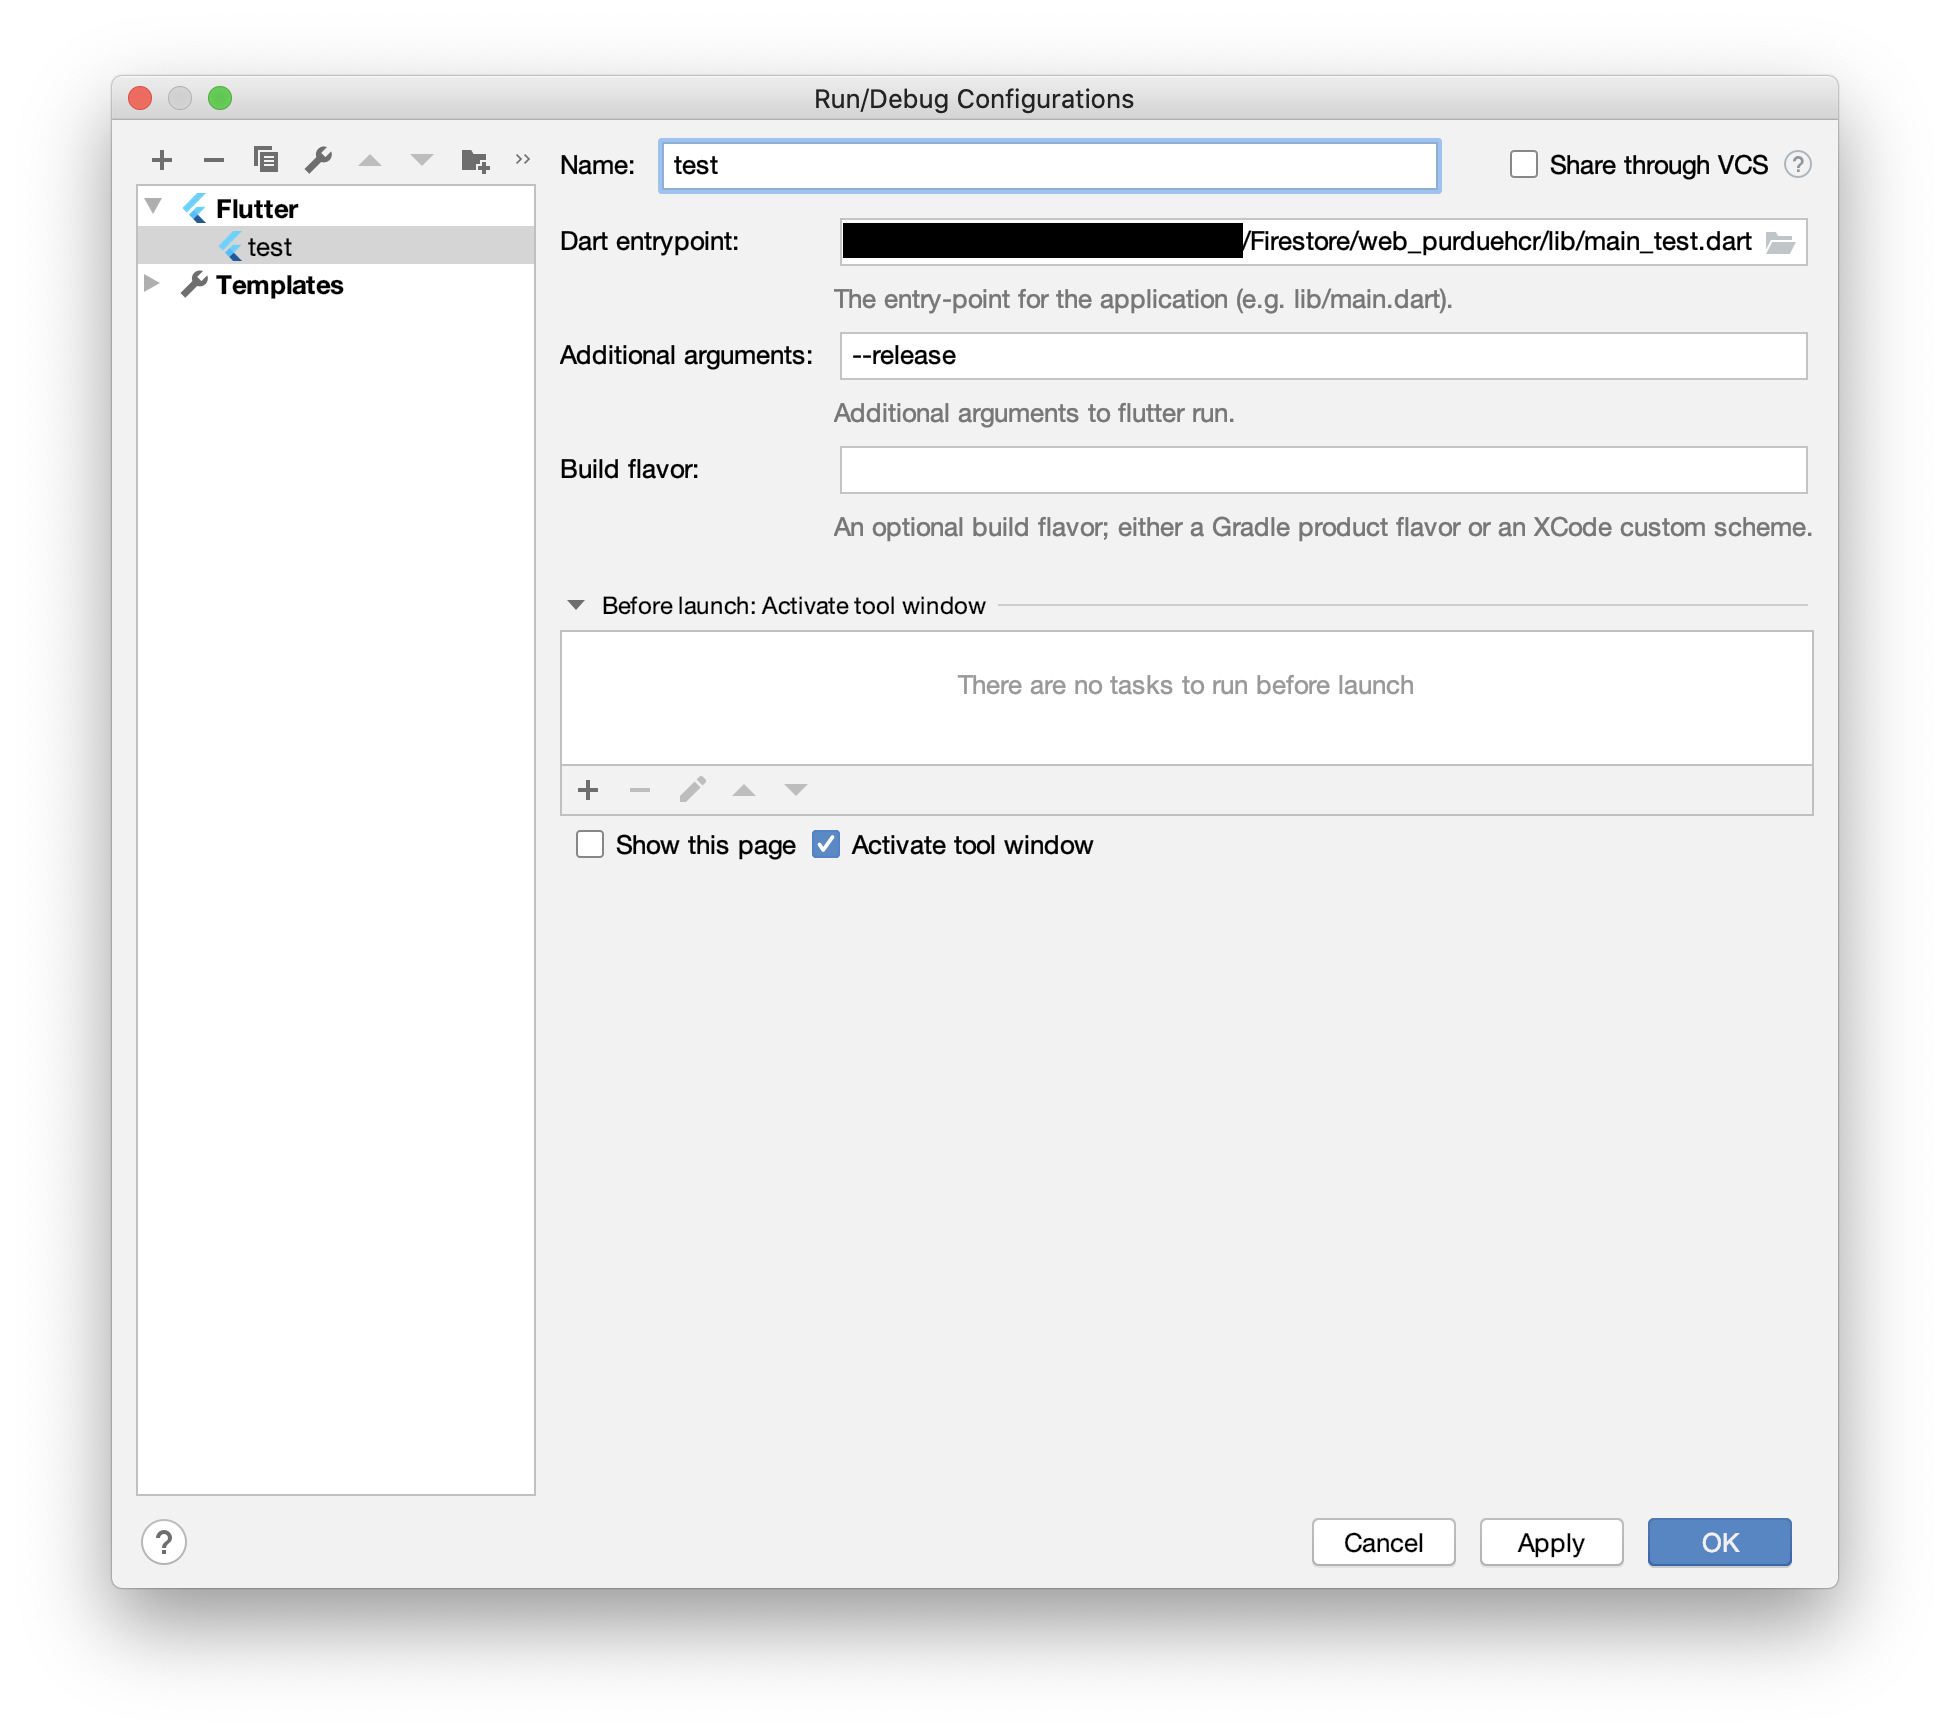 Run/Debug Configurations
Name: test
Share through VCS ?
Flutter
test
Templates
Dart entrypoint: /Firestore/web_purduehcr/lib/main_test.dart
The entry-point for the application (e.g. lib/main.dart).
Additional arguments: --release
Additional arguments to flutter run.
Build flavor:
An optional build flavor; either a Gradle product flavor or an XCode custom scheme.
Before launch: Activate tool window
There are no tasks to run before launch
Show this page Activate tool window
? Cancel Apply OK